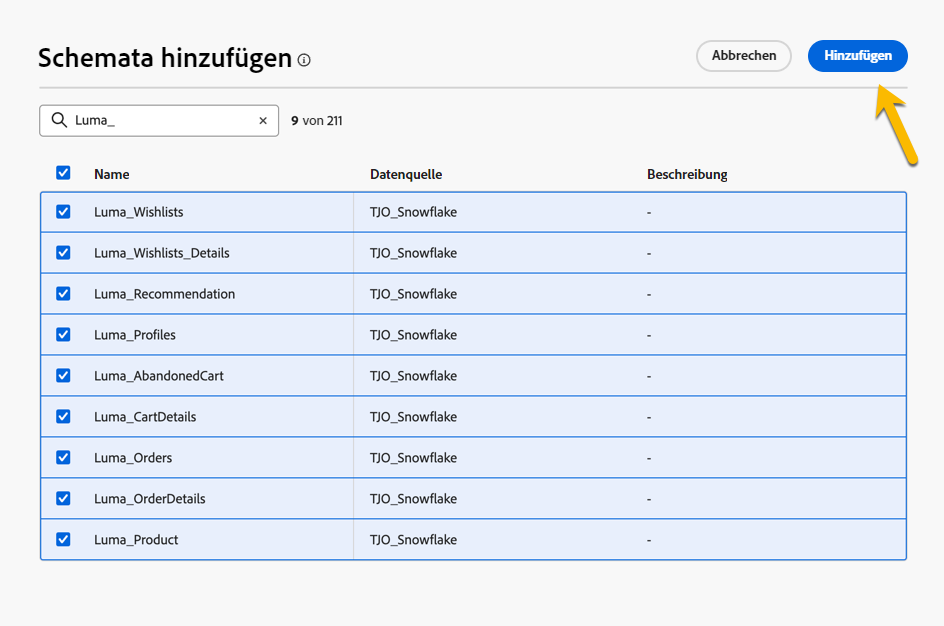 Schemata hinzufügen
Abbrechen
Hinzufügen
Luma_
9 von 211
Name Datenquelle Beschreibung
Luma_Wishlists TJO_Snowflake -
Luma_Wishlists_Details TJO_Snowflake -
Luma_Recommendation TJO_Snowflake -
Luma_Profiles TJO_Snowflake -
Luma_AbandonedCart TJO_Snowflake -
Luma_CartDetails TJO_Snowflake -
Luma_Orders TJO_Snowflake -
Luma_OrderDetails TJO_Snowflake -
Luma_Product TJO_Snowflake -